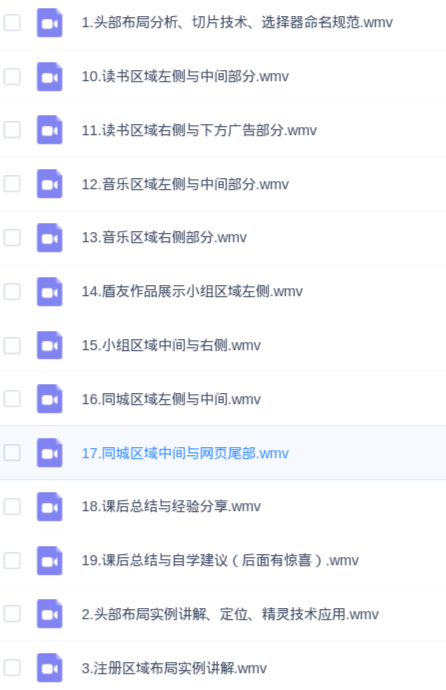 1.头部布局分析、切片技术、选择器命名规范.wmv
10.读书区域左侧与中间部分.wmv
11.读书区域右侧与下方广告部分.wmv
12.音乐区域左侧与中间部分.wmv
13.音乐区域右侧部分.wmv
14.盾友作品展示小组区域左侧.wmv
15.小组区域中间与右侧.wmv
16.同城区域左侧与中间.wmv
17.同城区域中间与网页尾部.wmv
18.课后总结与经验分享.wmv
19.课后总结与自学建议（后面有惊喜）.wmv
2.头部布局实例讲解、定位、精灵技术应用.wmv
3.注册区域布局实例讲解.wmv